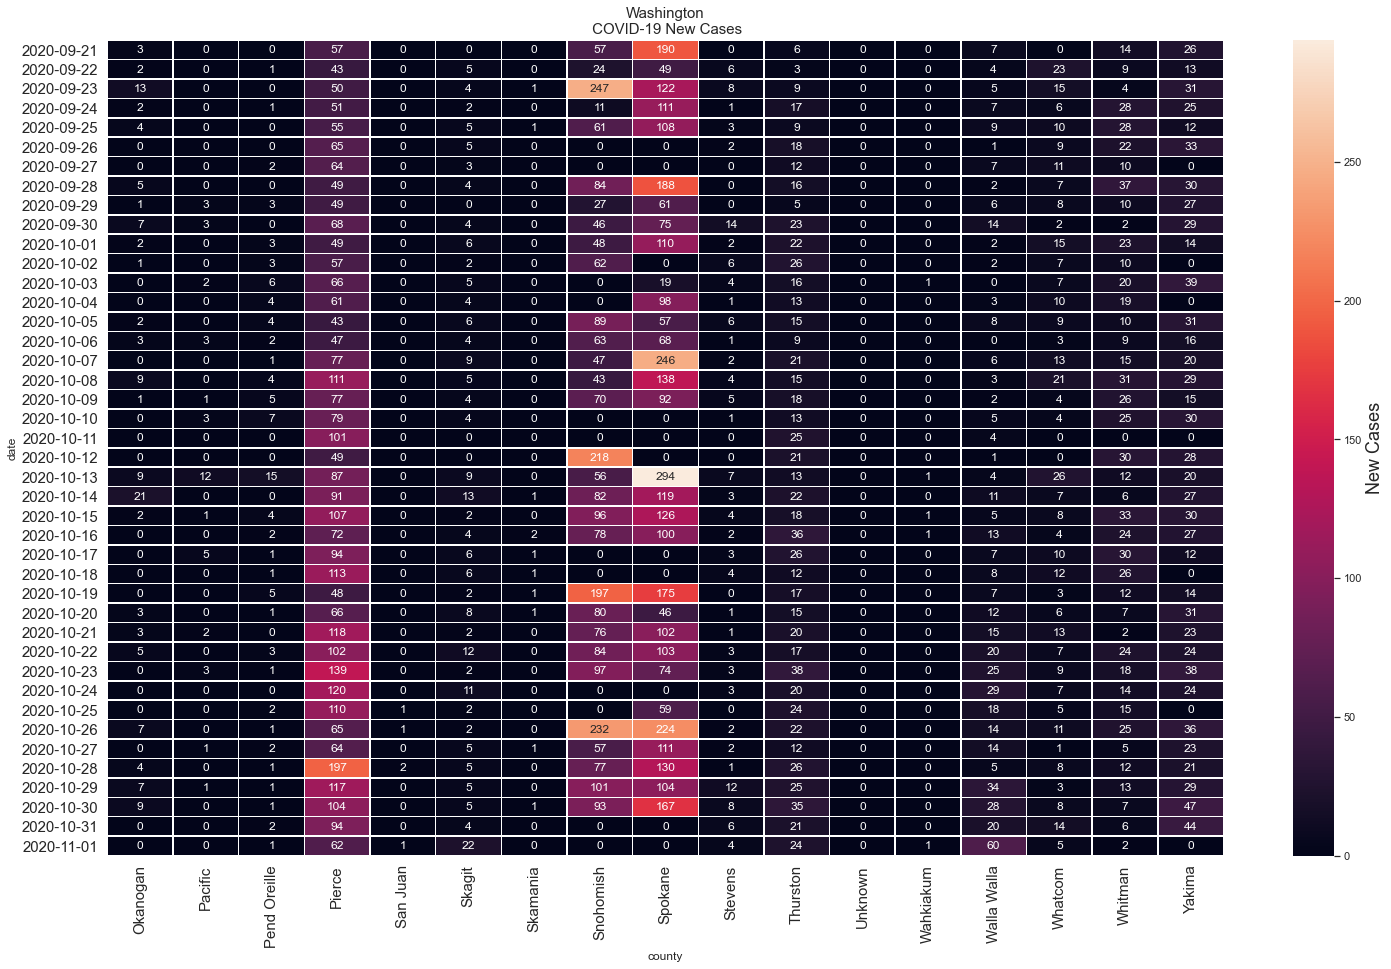 Washington
COVID-19 New Cases
2020-09-21 3 0 0 57 0 0 0 57 190 0 6 0 0 7 0 14 26
2020-09-22 2 0 1 43 0 5 0 24 49 6 3 0 0 4 23 9 13
2020-09-23 13 0 0 50 0 4 1 247 122 8 9 0 0 5 15 4 31
2020-09-24 2 0 1 51 0 2 0 11 111 1 17 0 0 7 6 28 25
2020-09-25 4 0 0 55 0 5 1 61 108 3 9 0 0 9 10 28 12
2020-09-26 0 0 0 65 0 5 0 0 0 2 18 0 0 1 9 22 33
2020-09-27 0 0 2 64 0 3 0 0 0 0 12 0 0 7 11 10 0
2020-09-28 5 0 0 49 0 4 0 84 188 0 16 0 0 2 7 37 30
2020-09-29 1 3 3 49 0 0 0 27 61 0 5 0 0 6 8 10 27
2020-09-30 7 3 0 68 0 4 0 46 75 14 23 0 0 14 2 2 29
2020-10-01 2 0 3 49 0 6 0 48 110 2 22 0 0 2 15 23 14
2020-10-02 1 0 3 57 0 2 0 62 0 6 26 0 0 2 7 10 0
2020-10-03 0 2 6 66 0 5 0 0 19 4 16 0 1 0 7 20 39
2020-10-04 0 0 4 61 0 4 0 0 98 1 13 0 0 3 10 19 0
2020-10-05 2 0 4 43 0 6 0 89 57 6 15 0 0 8 9 10 31
2020-10-06 3 3 2 47 0 4 0 63 68 1 9 0 0 0 3 9 16
2020-10-07 0 0 1 77 0 9 0 47 246 2 21 0 0 6 13 15 20
2020-10-08 9 0 4 111 0 5 0 43 138 4 15 0 0 3 21 31 29
2020-10-09 1 1 5 77 0 4 0 70 92 5 18 0 0 2 4 26 15
2020-10-10 0 3 7 79 0 4 0 0 0 1 13 0 0 5 4 25 30
2020-10-11 0 0 0 101 0 0 0 0 0 0 25 0 0 4 0 0 0
2020-10-12 0 0 0 49 0 0 0 218 0 0 21 0 0 1 0 30 28
2020-10-13 9 12 15 87 0 9 0 56 294 7 13 0 1 4 26 12 20
2020-10-14 21 0 0 91 0 13 1 82 119 3 22 0 0 11 7 6 27
2020-10-15 2 1 4 107 0 2 0 96 126 4 18 0 1 5 8 33 30
2020-10-16 0 0 2 72 0 4 2 78 100 2 36 0 1 13 4 24 27
2020-10-17 0 5 1 94 0 6 1 0 0 3 26 0 0 7 10 30 12
2020-10-18 0 0 1 113 0 6 1 0 0 4 12 0 0 8 12 26 0
2020-10-19 0 0 5 48 0 2 1 197 175 0 17 0 0 7 3 12 14
2020-10-20 3 0 1 66 0 8 1 80 46 1 15 0 0 12 6 7 31
2020-10-21 3 2 0 118 0 2 0 76 102 1 20 0 0 15 13 2 23
2020-10-22 5 0 3 102 0 12 0 84 103 3 17 0 0 20 7 24 24
2020-10-23 0 3 1 139 0 2 0 97 74 3 38 0 0 25 9 18 38
2020-10-24 0 0 0 120 0 11 0 0 0 3 20 0 0 29 7 14 24
2020-10-25 0 0 2 110 1 2 0 0 59 0 24 0 0 18 5 15 0
2020-10-26 7 0 1 65 1 2 0 232 224 2 22 0 0 14 11 25 36
2020-10-27 0 1 2 64 0 5 1 57 111 2 12 0 0 14 1 5 23
2020-10-28 4 0 1 197 2 5 0 77 130 1 26 0 0 5 8 12 21
2020-10-29 7 1 1 117 0 5 0 101 104 12 25 0 0 34 3 13 29
2020-10-30 9 0 1 104 0 5 1 93 167 8 35 0 0 28 8 7 47
2020-10-31 0 0 2 94 0 4 0 0 0 6 21 0 0 20 14 6 44
2020-11-01 0 0 1 62 1 22 0 0 0 4 24 0 1 60 5 2 0
date
Okanogan
Pacific
Pend Oreille
Pierce
San Juan
Skagit
Skamania
Snohomish
Spokane
Stevens
Thurston
Unknown
Wahkiakum
Walla Walla
Whatcom
Whitman
Yakima
county
250
200
150
100
50
0
New Cases